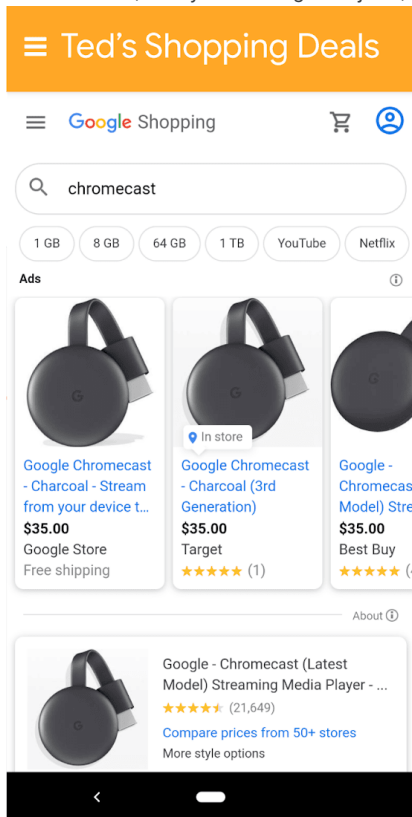 Ted's Shopping Deals
Google Shopping
chromecast
1 GB
8 GB
64 GB
1 TB
YouTube
Netflix
Ads
In store
Google Chromecast
- Charcoal - Stream
from your device t...
$35.00
Google Store
Free shipping
Google Chromecast
- Charcoal (3rd
Generation)
$35.00
Target
(1)
Google -
Chromecas
Model) Stre
$35.00
Best Buy
About
Google - Chromecast (Latest
Model) Streaming Media Player - ...
(21,649)
Compare prices from 50+ stores
More style options